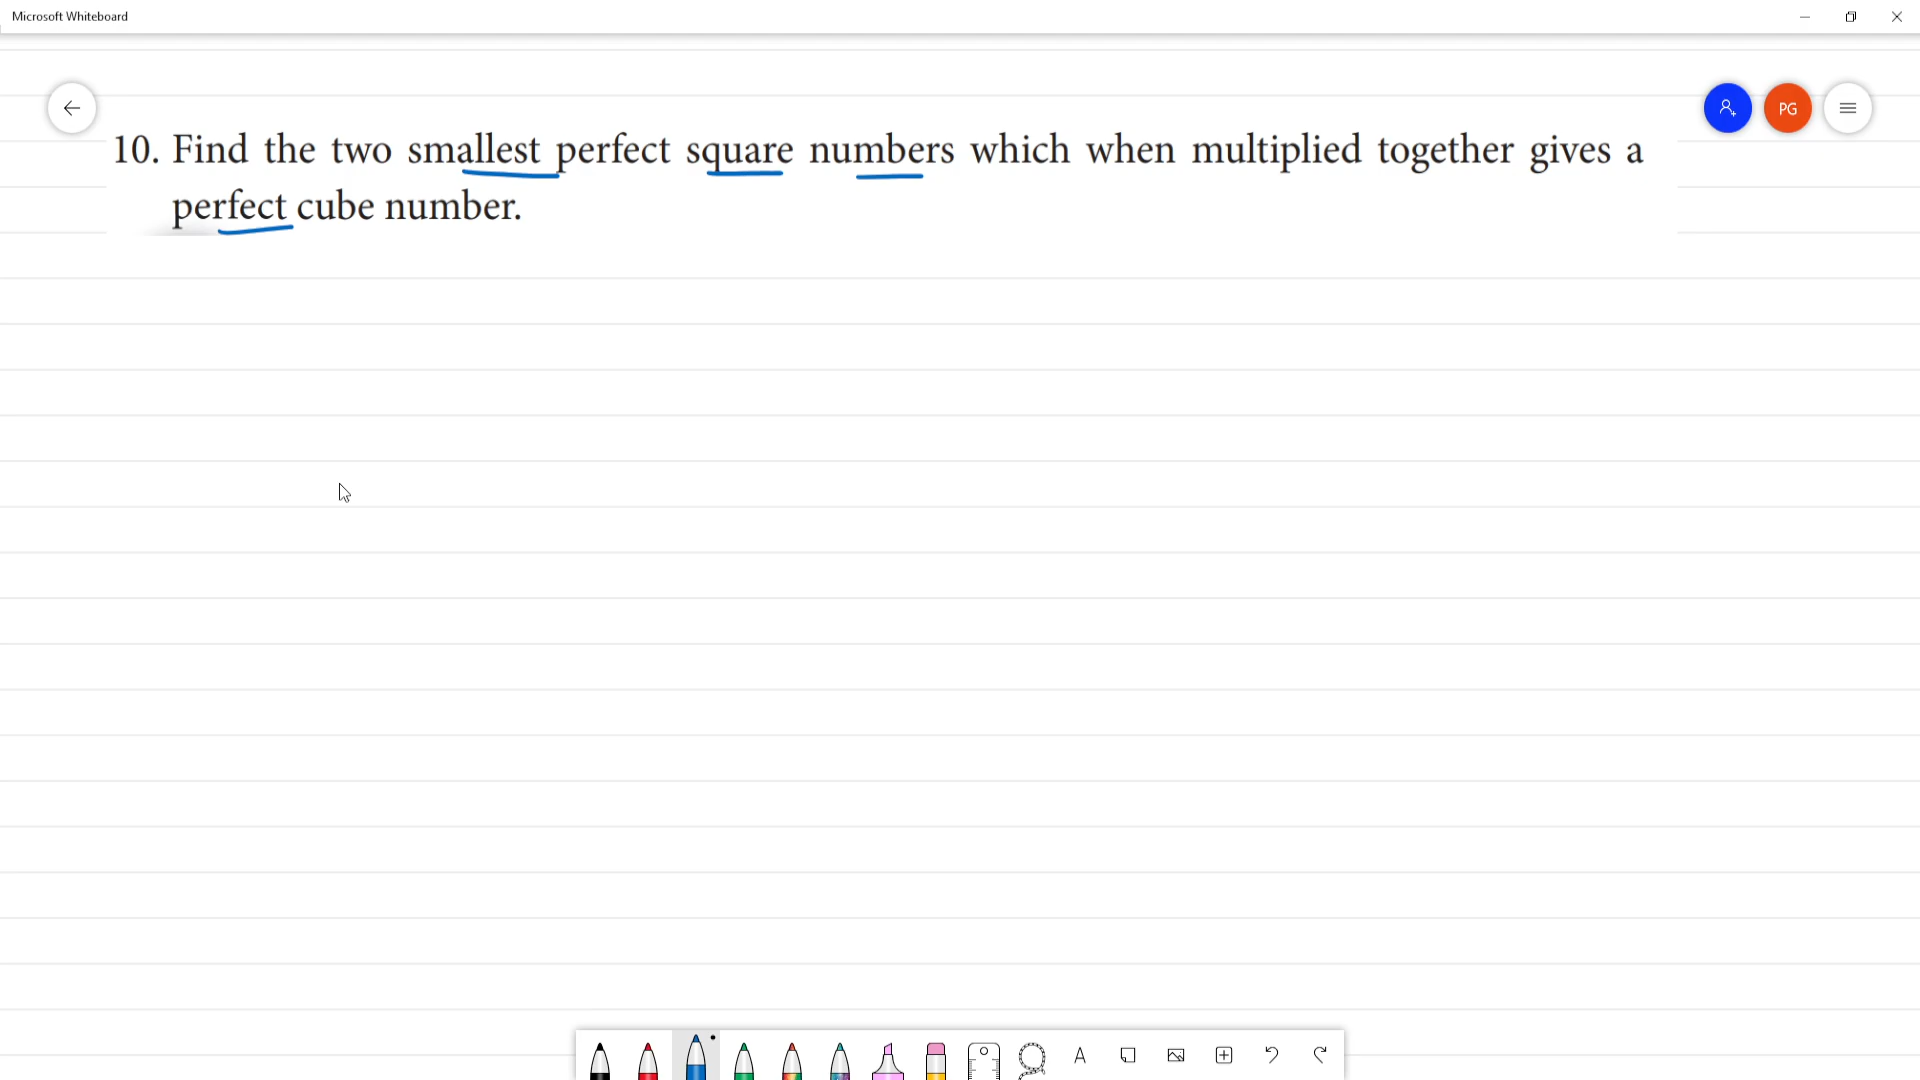 Microsoft Whiteboard
PG
10. Find the two smallest perfect square numbers which when multiplied together gives a
perfect cube number.
A